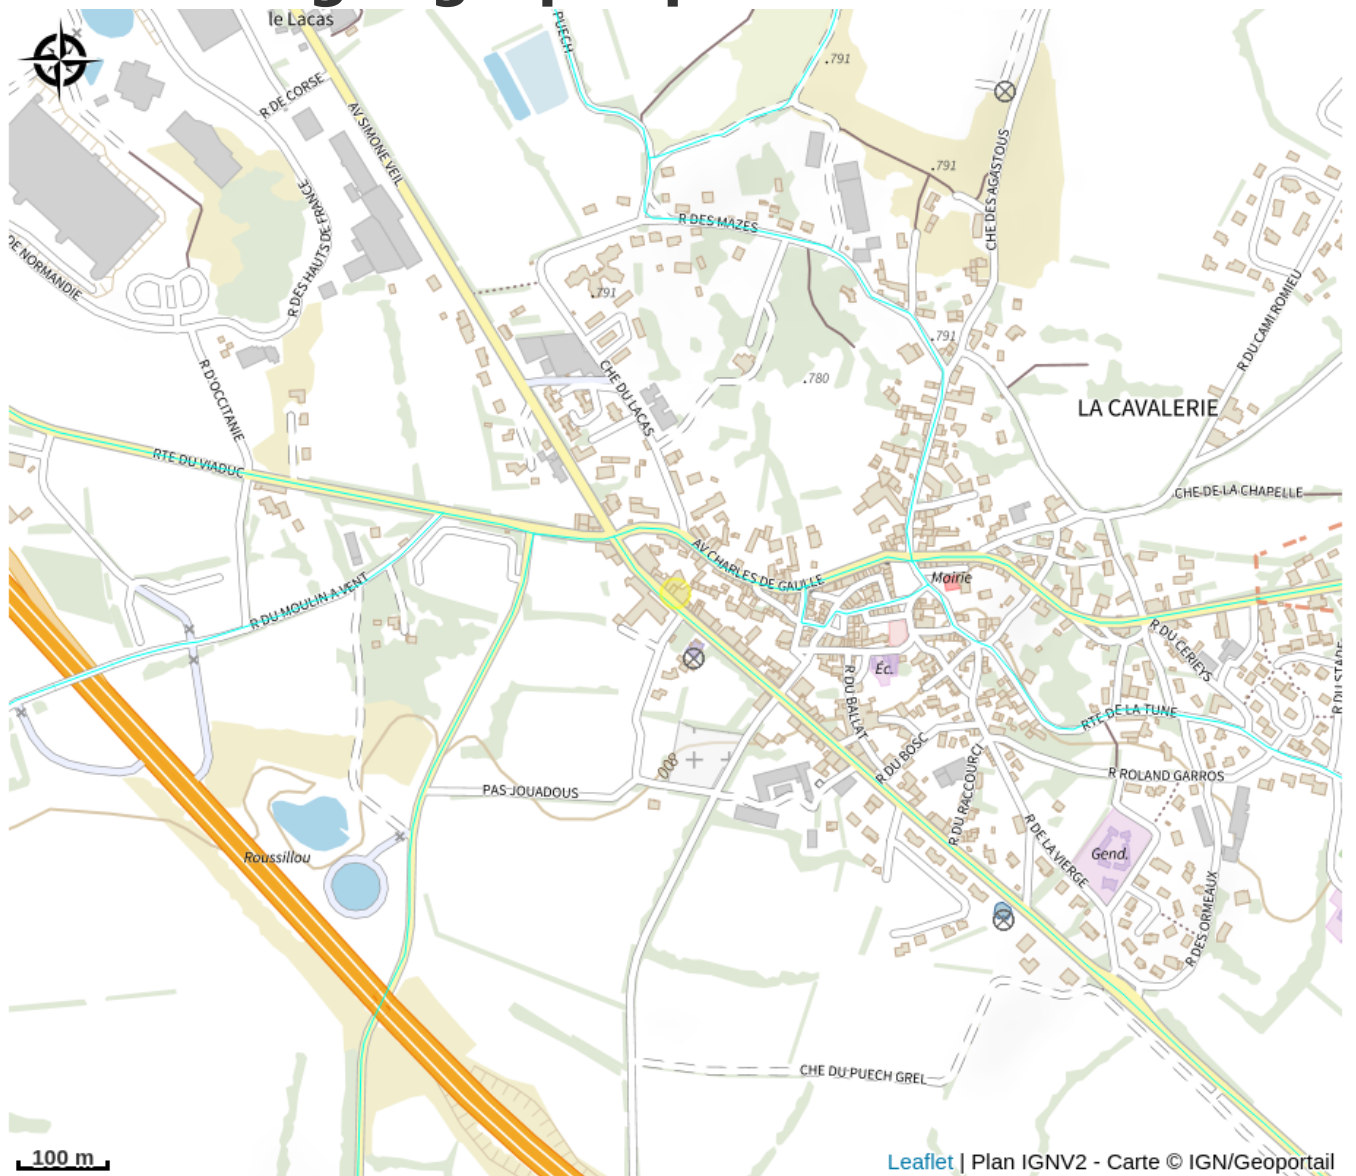 le Lacas
PUECH
.791
R DE CORSE
AV SIMONE VEIL
CHE DES AGASTOUS
.791
R DES HAUTS DE FRANCE
R DES MAZES
DE NORMANDIE
.791
R DU CAMI ROMIEU
.791
R D'OCCITANIE
CHE DU LACAS
.780
LA CAVALERIE
RTE DU VIADUC
CHE DE LA CHAPELLE
AV CHARLES DE GAULLE
Mairie
R DU MOULIN A VENT
R DU CERIEYS
R DU STADE
Éc.
R DU BALLAT
RTE DE LA TUNE
R DU BOSC
800
R ROLAND GARROS
PAS JOUADOUS
R DU RACCOURCI
R DE LA VIERGE
Gend.
Roussillou
R DES ORMEAUX
CHE DU PUECH GREL
100 m
Leaflet | Plan IGNV2 - Carte © IGN/Geoportail